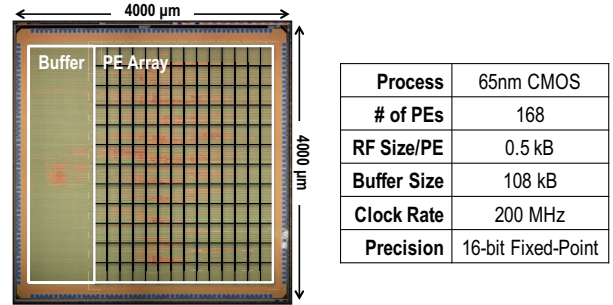 4000 µm
Buffer
PE Array
4000 µm
Process 65nm CMOS
# of PEs 168
RF Size/PE 0.5 kB
Buffer Size 108 kB
Clock Rate 200 MHz
Precision 16-bit Fixed-Point